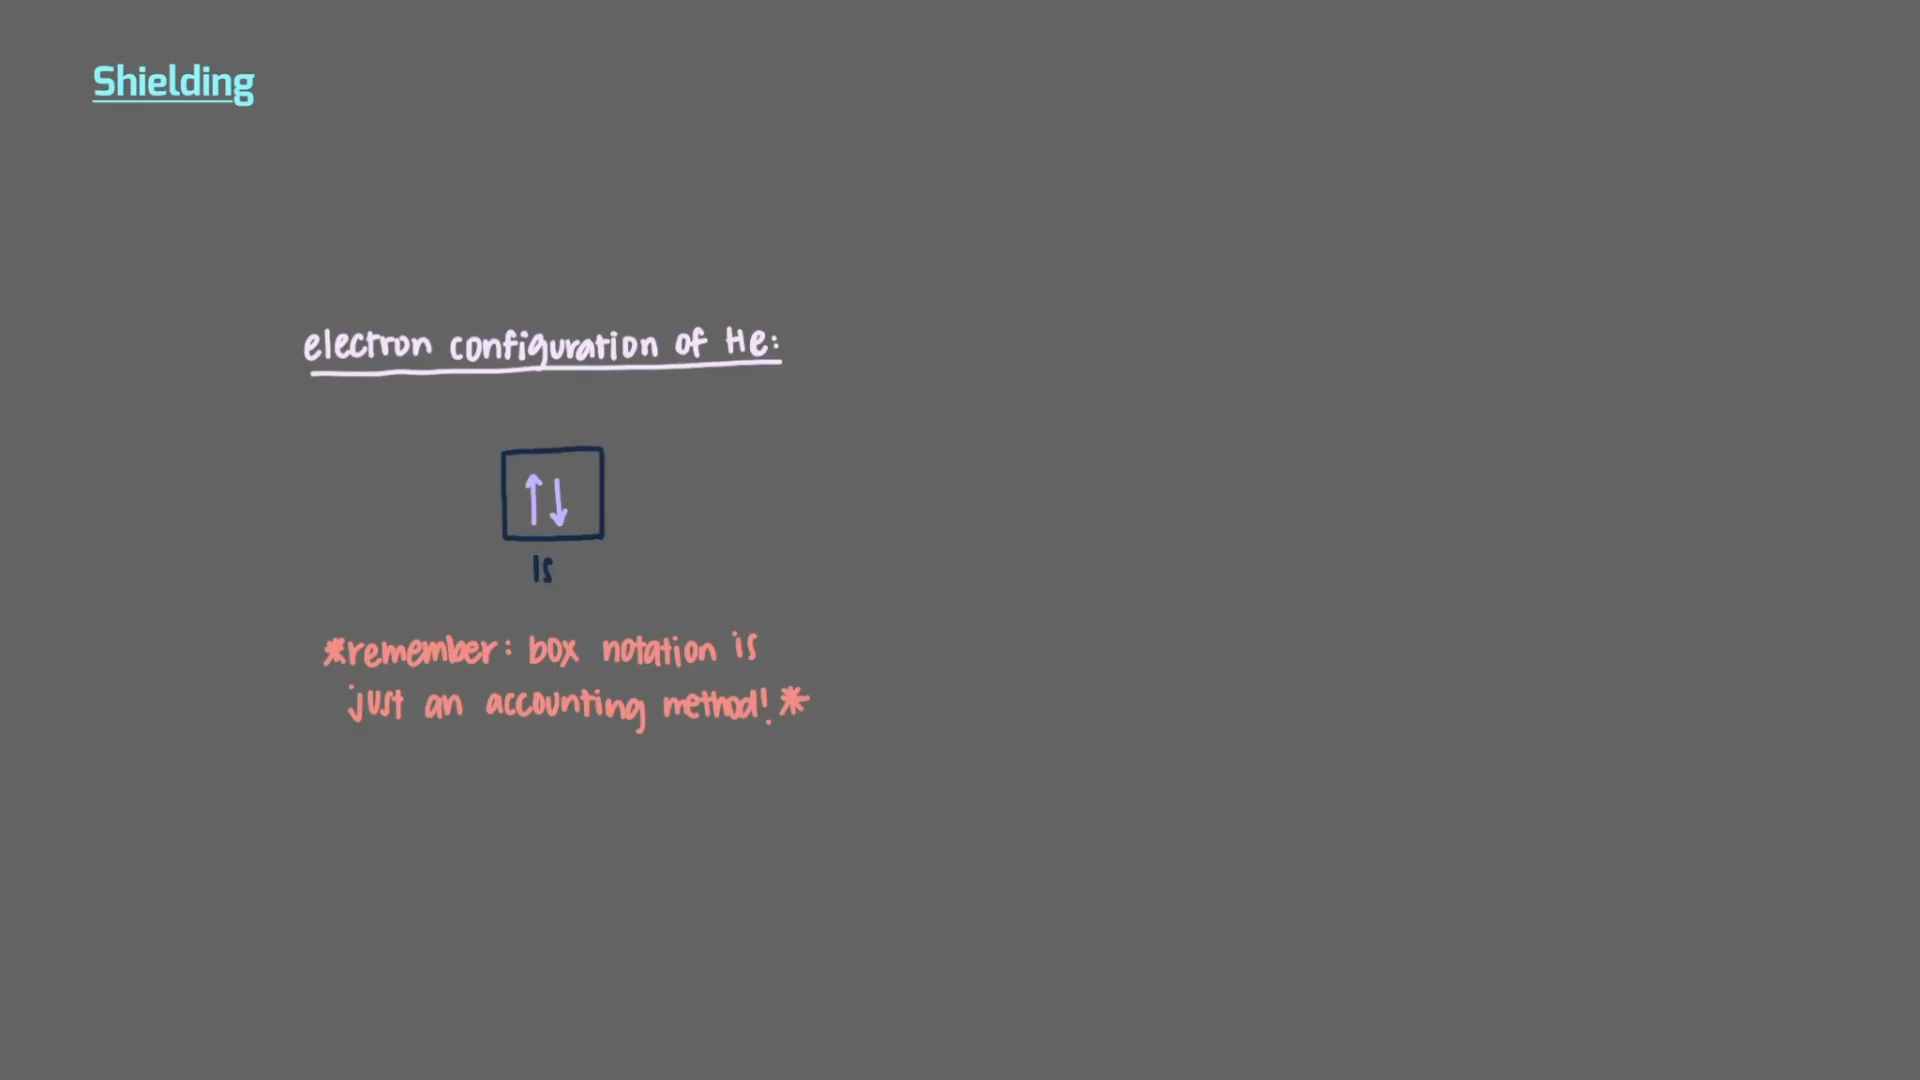 Shielding
electron configuration of He:
↑↓
1s
*remember: box notation is
just an accounting method!*